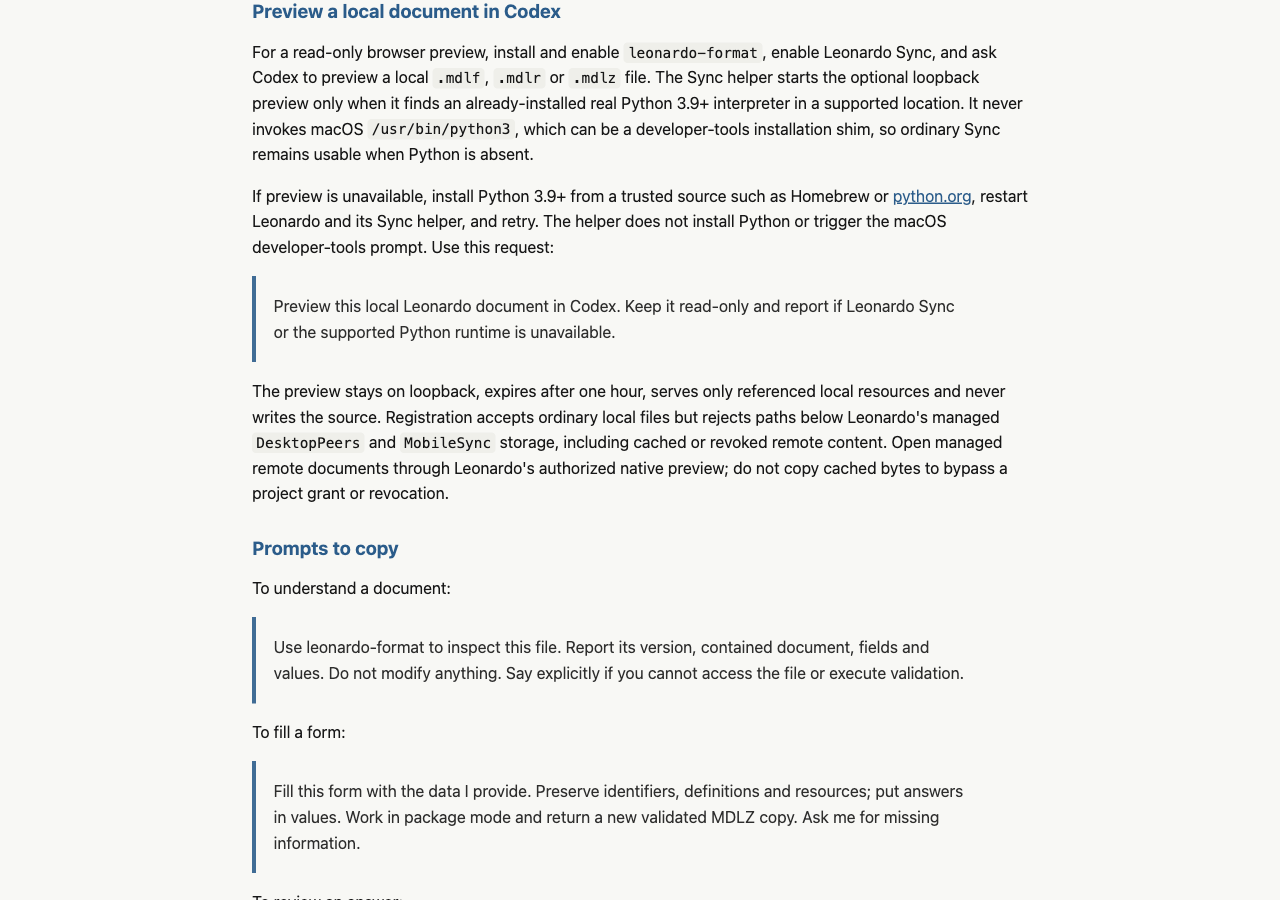 Preview a local document in Codex
For a read-only browser preview, install and enable leonardo-format, enable Leonardo Sync, and ask
Codex to preview a local .mdlf, .mdlr or .mdlz file. The Sync helper starts the optional loopback
preview only when it finds an already-installed real Python 3.9+ interpreter in a supported location. It never
invokes macOS /usr/bin/python3, which can be a developer-tools installation shim, so ordinary Sync
remains usable when Python is absent.
If preview is unavailable, install Python 3.9+ from a trusted source such as Homebrew or python.org, restart
Leonardo and its Sync helper, and retry. The helper does not install Python or trigger the macOS
developer-tools prompt. Use this request:
Preview this local Leonardo document in Codex. Keep it read-only and report if Leonardo Sync
or the supported Python runtime is unavailable.
The preview stays on loopback, expires after one hour, serves only referenced local resources and never
writes the source. Registration accepts ordinary local files but rejects paths below Leonardo's managed
DesktopPeers and MobileSync storage, including cached or revoked remote content. Open managed
remote documents through Leonardo's authorized native preview; do not copy cached bytes to bypass a
project grant or revocation.
Prompts to copy
To understand a document:
Use leonardo-format to inspect this file. Report its version, contained document, fields and
values. Do not modify anything. Say explicitly if you cannot access the file or execute validation.
To fill a form:
Fill this form with the data I provide. Preserve identifiers, definitions and resources; put answers
in values. Work in package mode and return a new validated MDLZ copy. Ask me for missing
information.
To review an answer: